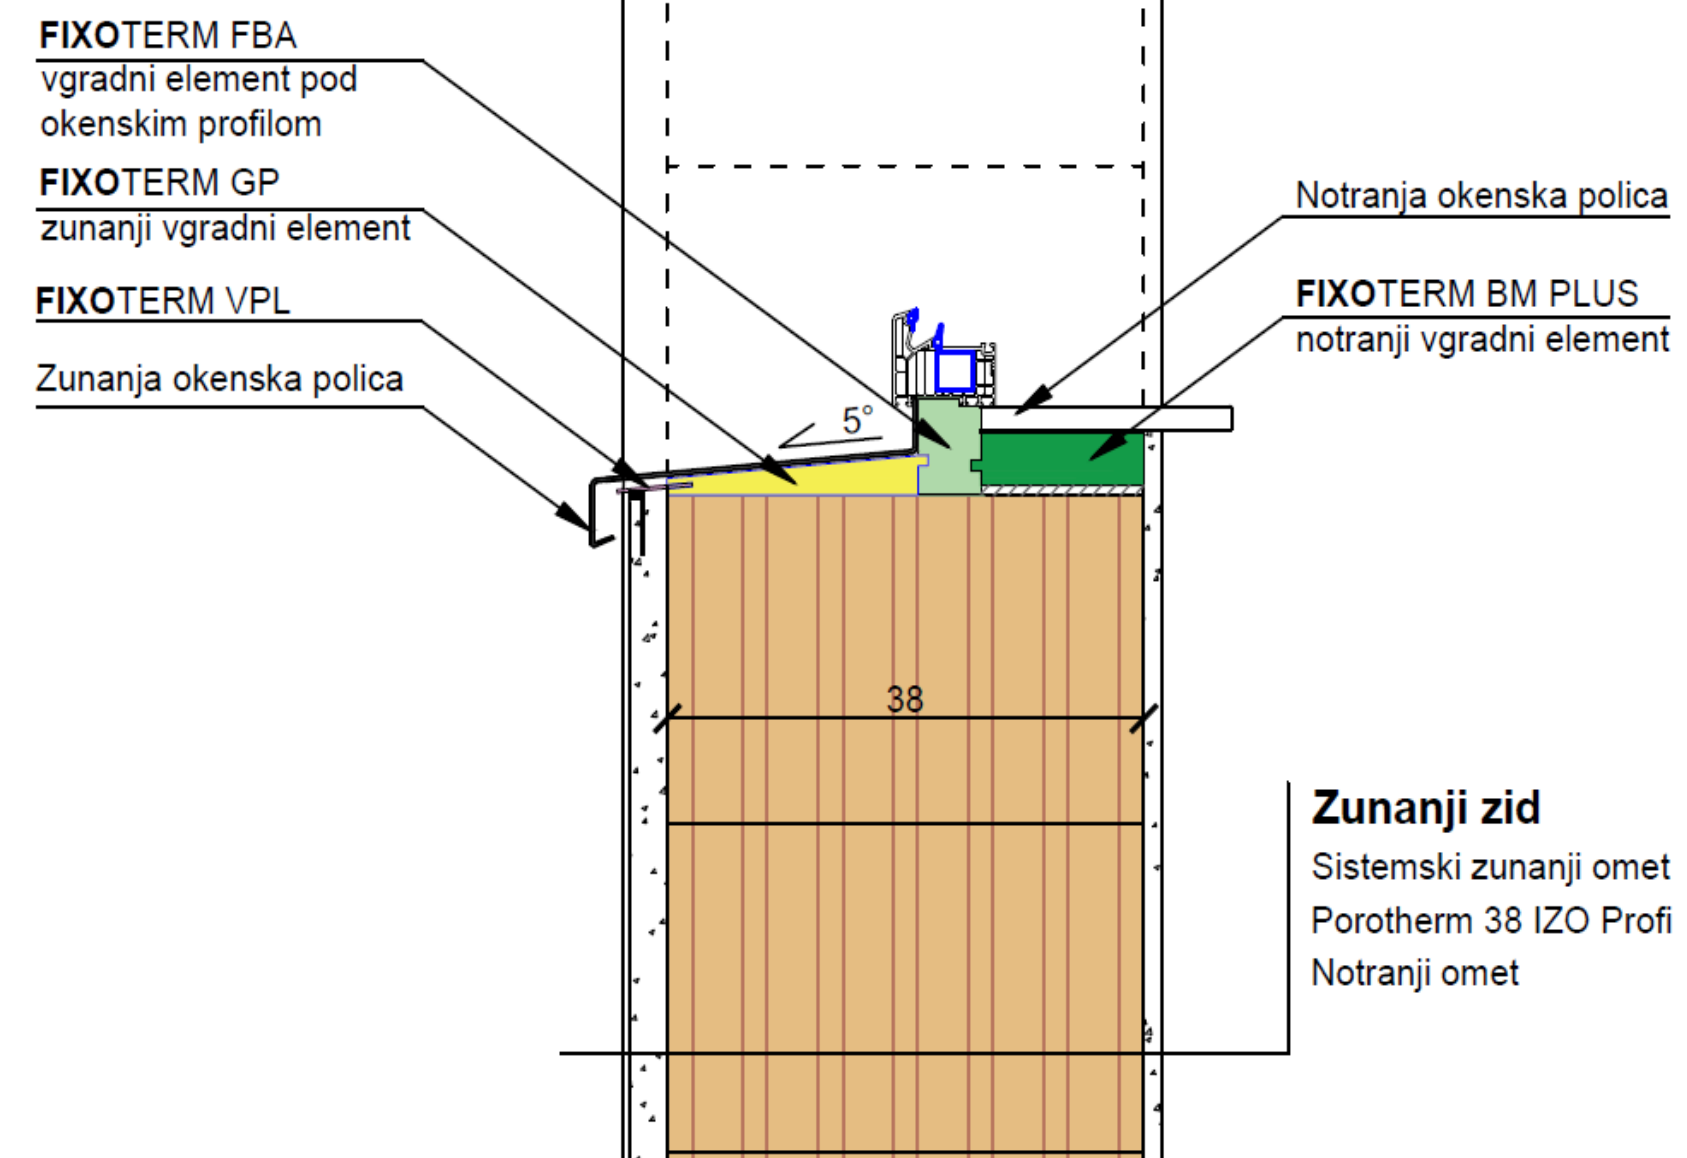 FIXOTERM FBA
vgradni element pod
okenskim profilom
FIXOTERM GP
zunanji vgradni element
FIXOTERM VPL
Zunanja okenska polica
Notranja okenska polica
FIXOTERM BM PLUS
notranji vgradni element
5°
38
Zunanji zid
Sistemski zunanji omet
Porotherm 38 IZO Profi
Notranji omet